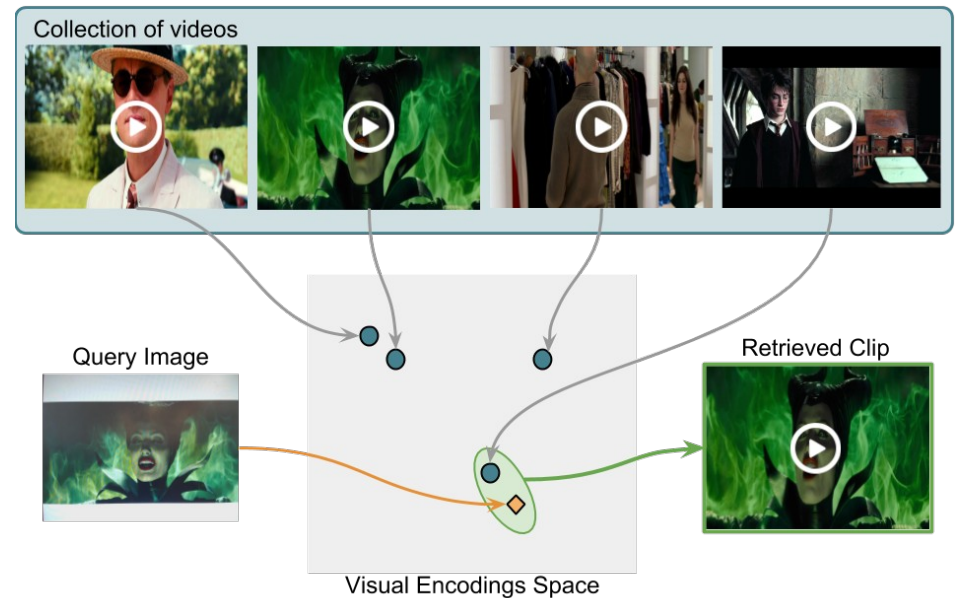 Collection of videos
Query Image
Retrieved Clip
Visual Encodings Space